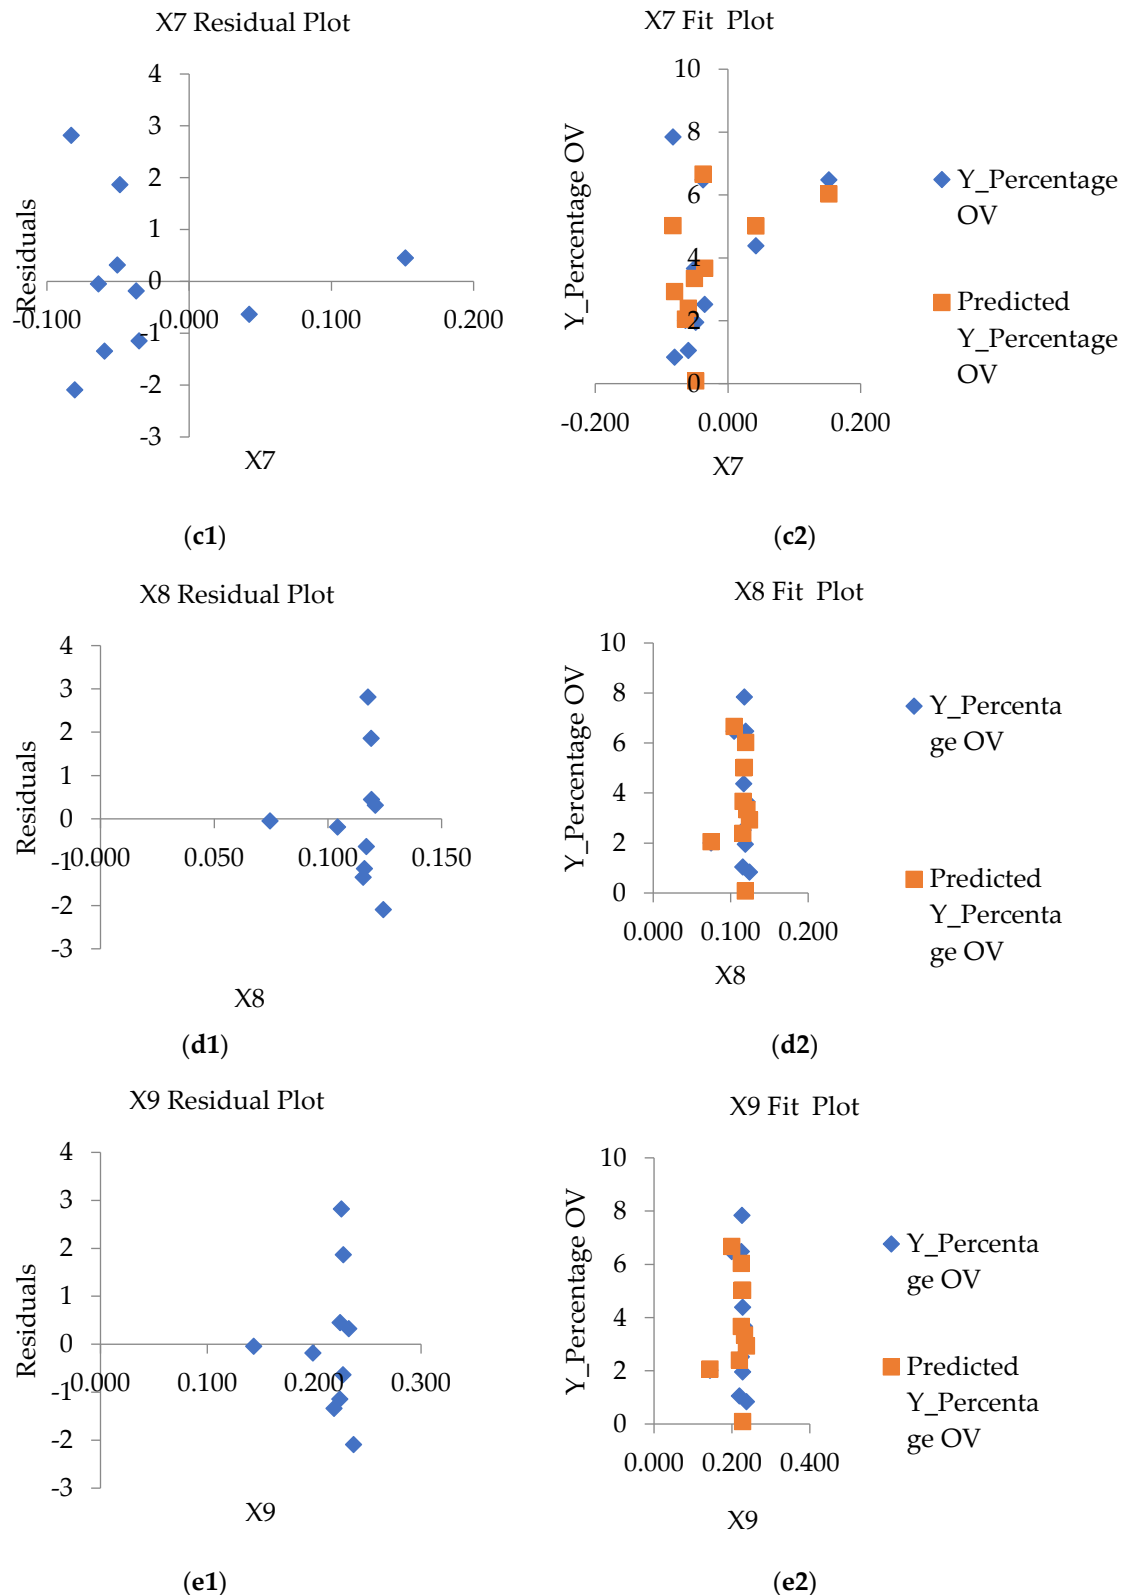 X7 Residual Plot
4
3
2
1
0
-1
-2
-3
-0.100
0.000
0.100
0.200
Residuals
X7
(c1)
X7 Fit Plot
10
8
6
4
2
0
-0.200
0.000
0.200
Y_Percentage OV
X7
Y_Percentage
OV
Predicted
Y_Percentage
OV
(c2)
X8 Residual Plot
4
3
2
1
0
-1
-2
-3
0.000
0.050
0.100
0.150
Residuals
X8
(d1)
X8 Fit Plot
10
8
6
4
2
0
0.000
0.100
0.200
Y_Percentage OV
X8
Y_Percenta
ge OV
Predicted
Y_Percenta
ge OV
(d2)
X9 Residual Plot
4
3
2
1
0
-1
-2
-3
0.000
0.100
0.200
0.300
Residuals
X9
(e1)
X9 Fit Plot
10
8
6
4
2
0
0.000
0.200
0.400
Y_Percentage OV
X9
Y_Percenta
ge OV
Predicted
Y_Percenta
ge OV
(e2)